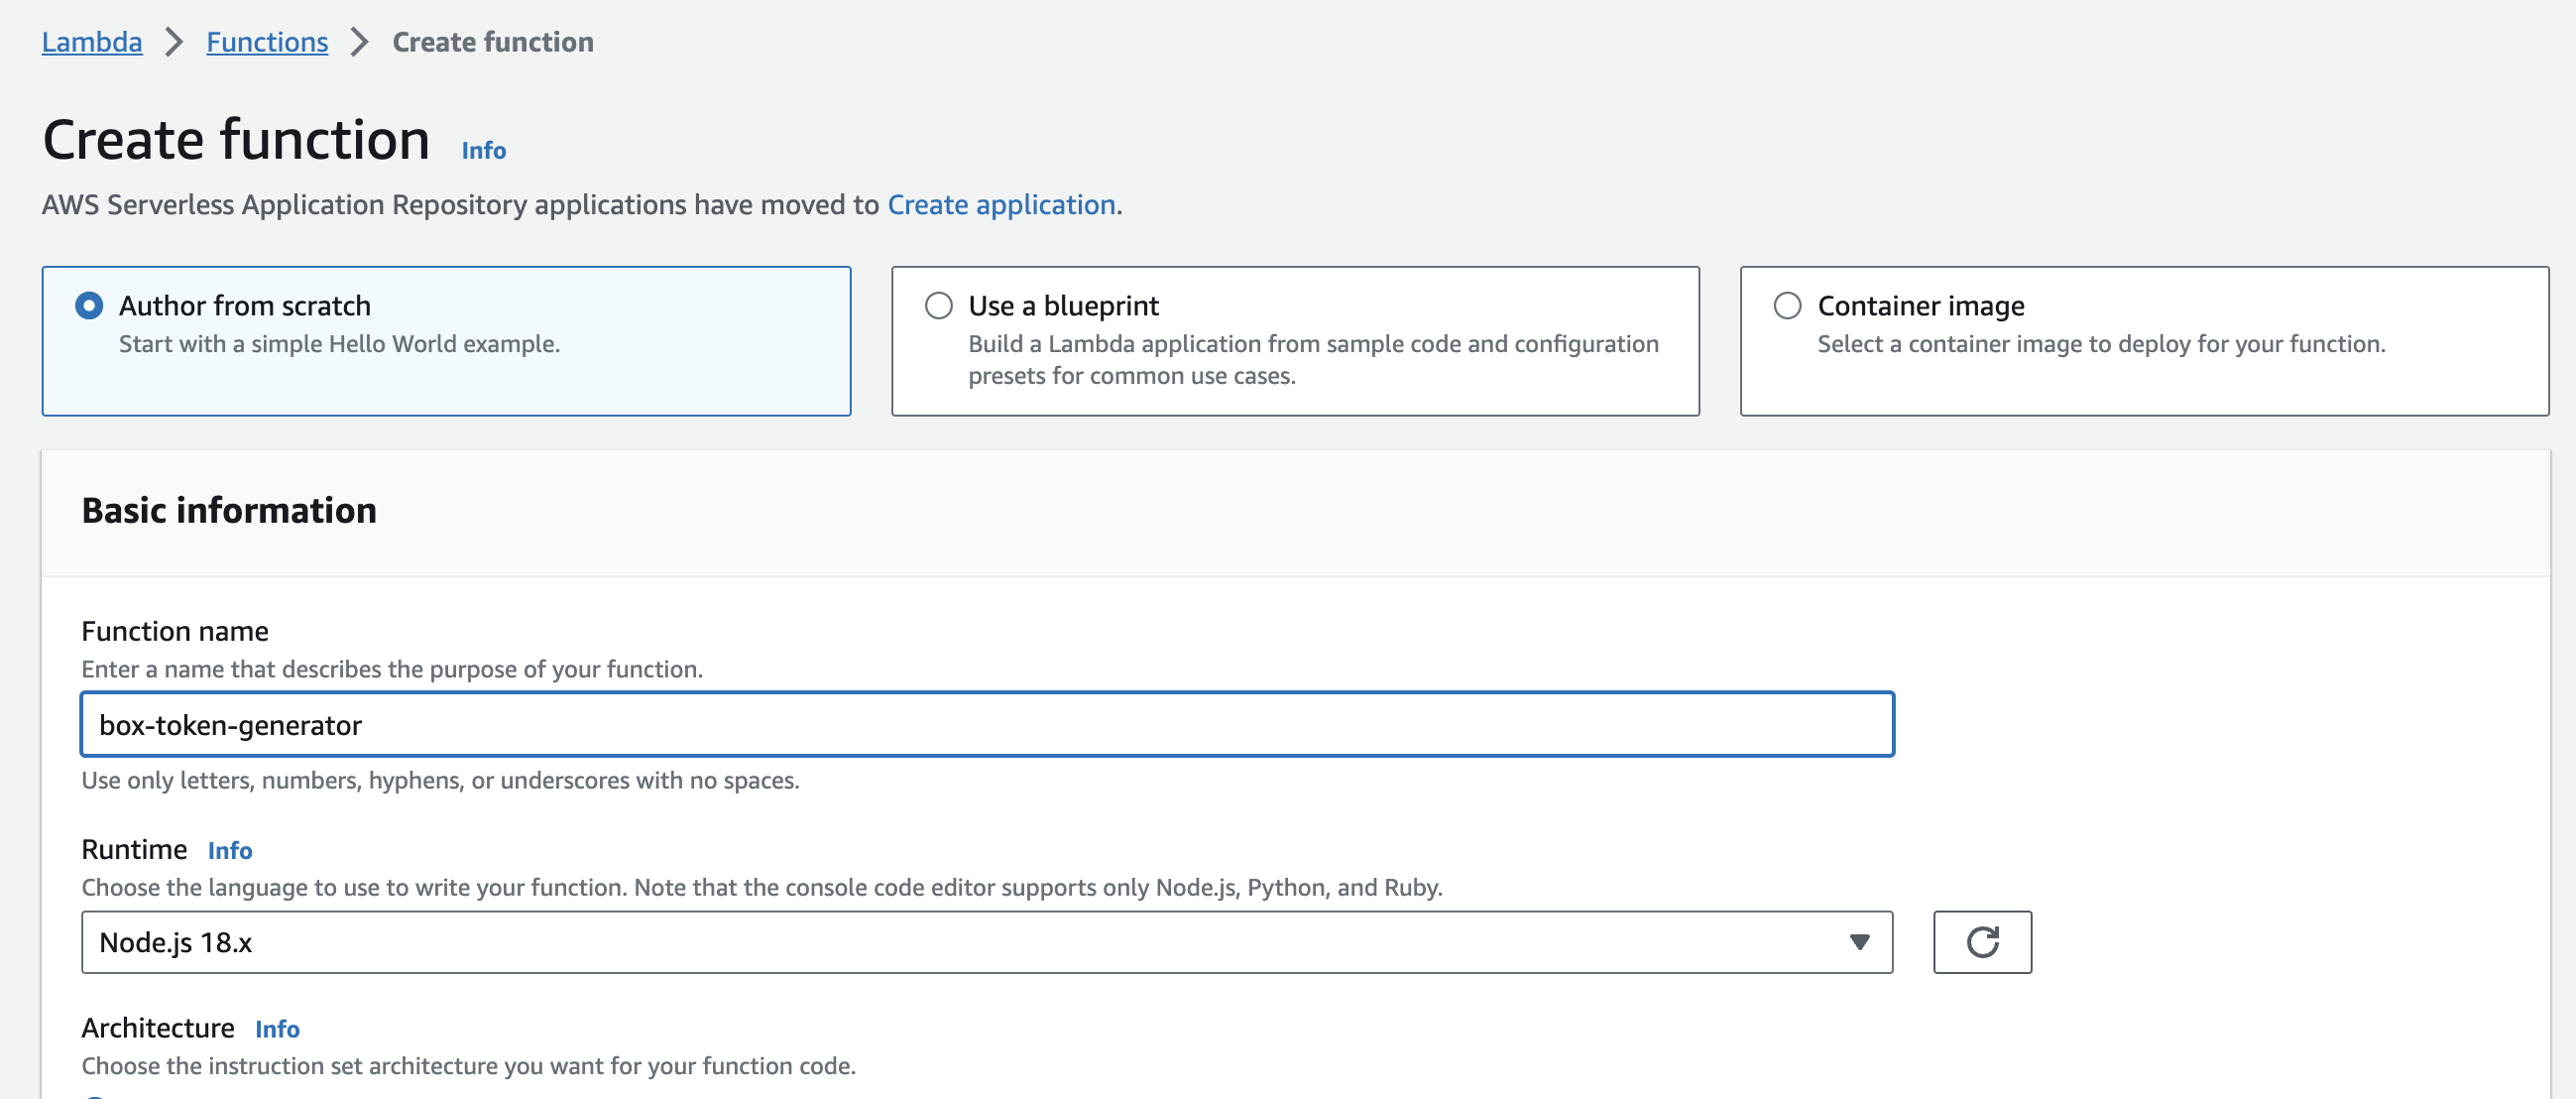 Lambda > Functions > Create function
Create function Info
AWS Serverless Application Repository applications have moved to Create application.
Author from scratch
Start with a simple Hello World example.
Use a blueprint
Build a Lambda application from sample code and configuration
presets for common use cases.
Container image
Select a container image to deploy for your function.
Basic information
Function name
Enter a name that describes the purpose of your function.
box-token-generator
Use only letters, numbers, hyphens, or underscores with no spaces.
Runtime Info
Choose the language to use to write your function. Note that the console code editor supports only Node.js, Python, and Ruby.
Node.js 18.x
Architecture Info
Choose the instruction set architecture you want for your function code.